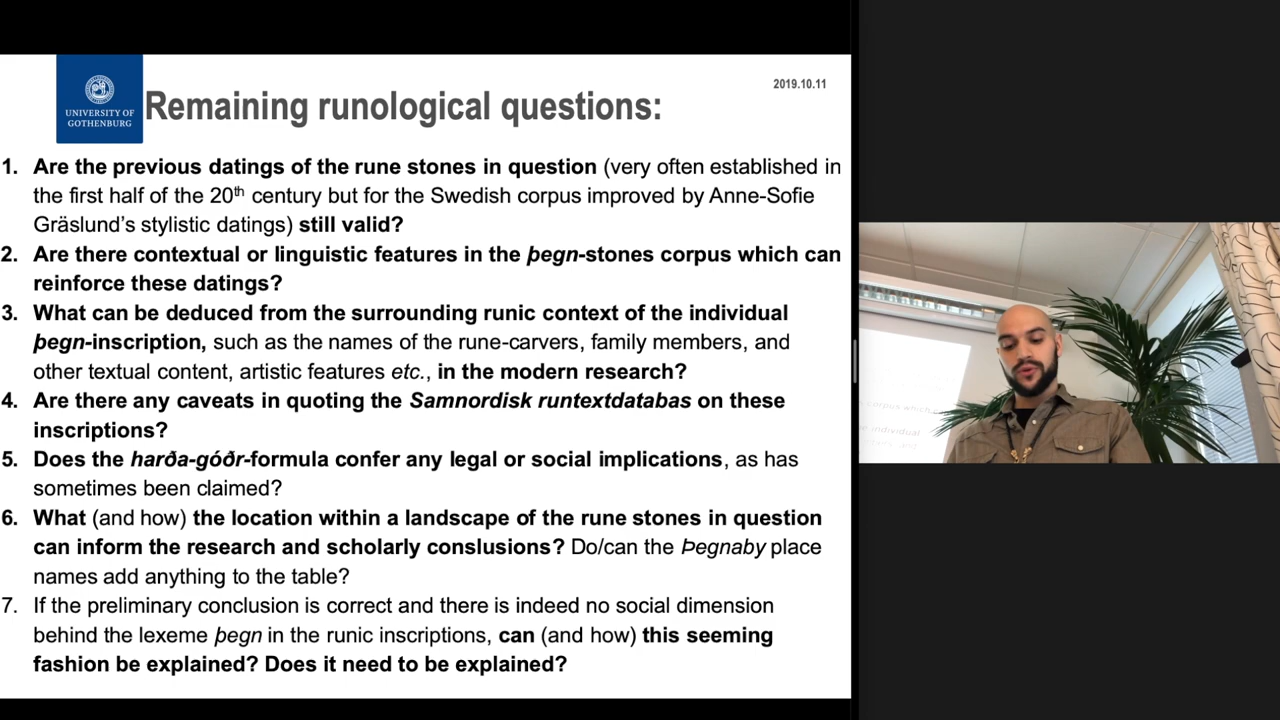 2019.10.11
UNIVERSITY OF
GOTHENBURG
Remaining runological questions:
1. Are the previous datings of the rune stones in question (very often established in
the first half of the 20th century but for the Swedish corpus improved by Anne-Sofie
Gräslund’s stylistic datings) still valid?
2. Are there contextual or linguistic features in the þegn-stones corpus which can
reinforce these datings?
3. What can be deduced from the surrounding runic context of the individual
þegn-inscription, such as the names of the rune-carvers, family members, and
other textual content, artistic features etc., in the modern research?
4. Are there any caveats in quoting the Samnordisk runtextdatabas on these
inscriptions?
5. Does the harða-góðr-formula confer any legal or social implications, as has
sometimes been claimed?
6. What (and how) the location within a landscape of the rune stones in question
can inform the research and scholarly conslusions? Do/can the Þegnaby place
names add anything to the table?
7. If the preliminary conclusion is correct and there is indeed no social dimension
behind the lexeme þegn in the runic inscriptions, can (and how) this seeming
fashion be explained? Does it need to be explained?
corpus which
individual